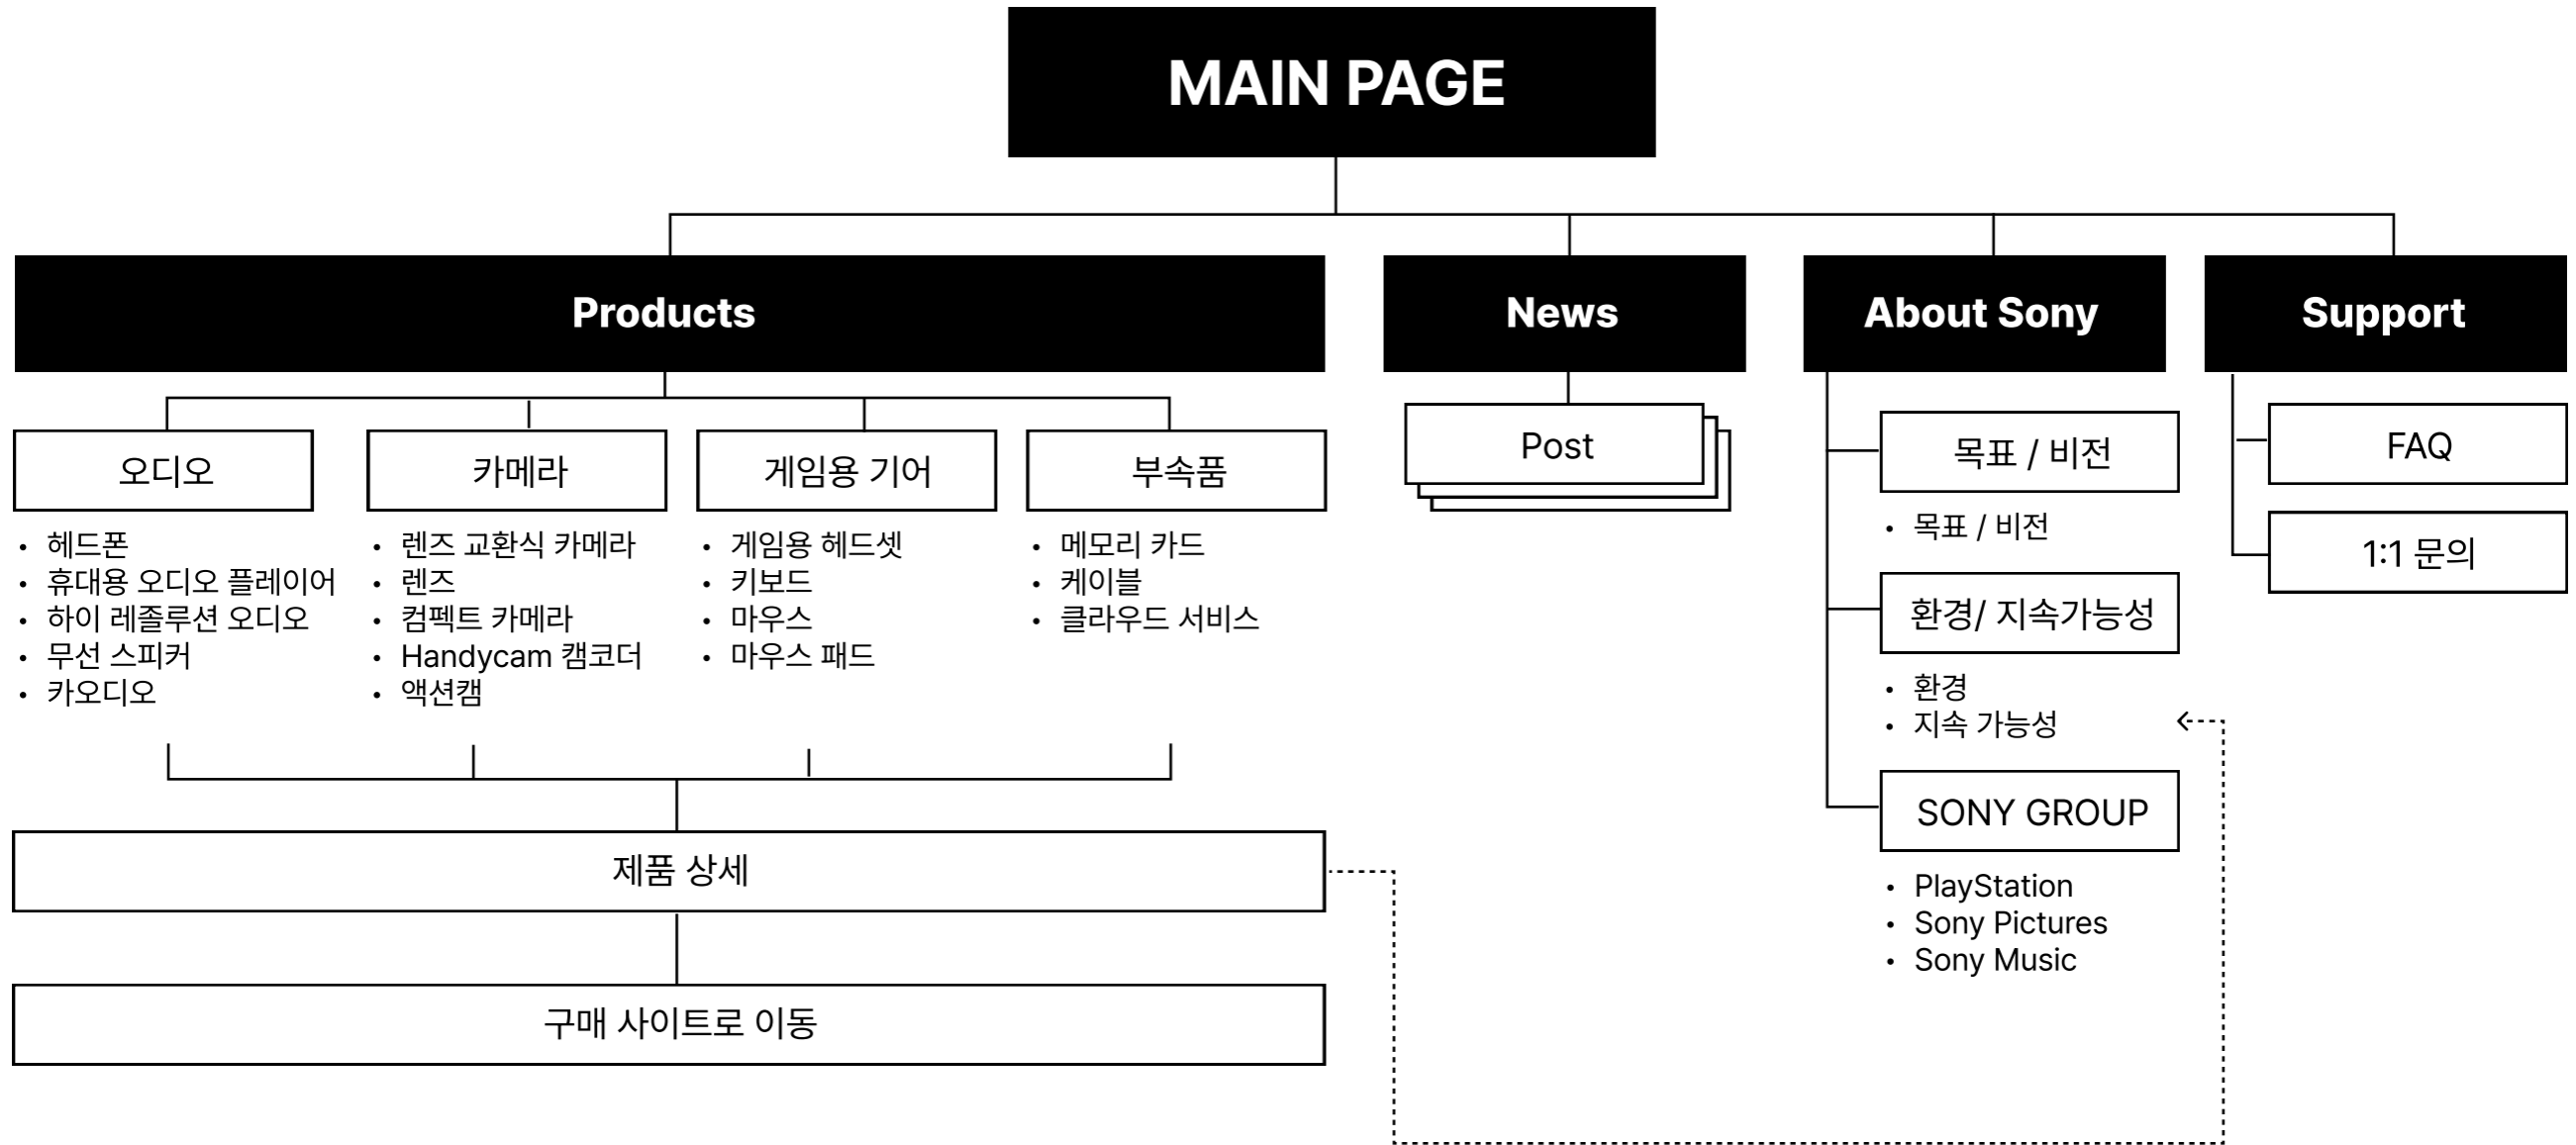 MAIN PAGE
Products
News
About Sony
Support
오디오
카메라
게임용 기어
부속품
Post
목표 / 비전
FAQ
• 헤드폰
• 휴대용 오디오 플레이어
• 하이 레졸루션 오디오
• 무선 스피커
• 카오디오
• 렌즈 교환식 카메라
• 렌즈
• 컴펙트 카메라
• Handycam 캠코더
• 액션캠
• 게임용 헤드셋
• 키보드
• 마우스
• 마우스 패드
• 메모리 카드
• 케이블
• 클라우드 서비스
• 목표 / 비전
환경/ 지속가능성
• 환경
• 지속 가능성
SONY GROUP
• PlayStation
• Sony Pictures
• Sony Music
1:1 문의
제품 상세
구매 사이트로 이동